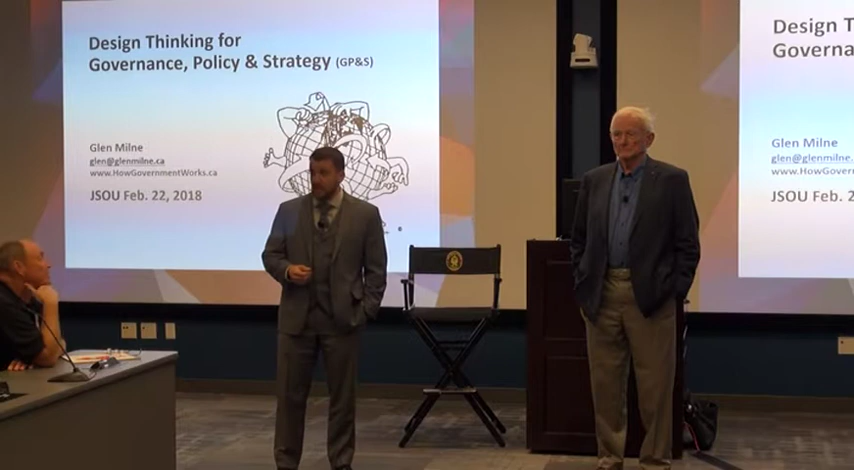 Design Thinking for
Governance, Policy & Strategy (GP&S)
Glen Milne
glen@glenmilne.ca
www.HowGovernmentWorks.ca
JSOU Feb. 22, 2018
Design T
Governa
Glen Milne
glen@glenmilne.
www.HowGovernment
JSOU Feb. 2